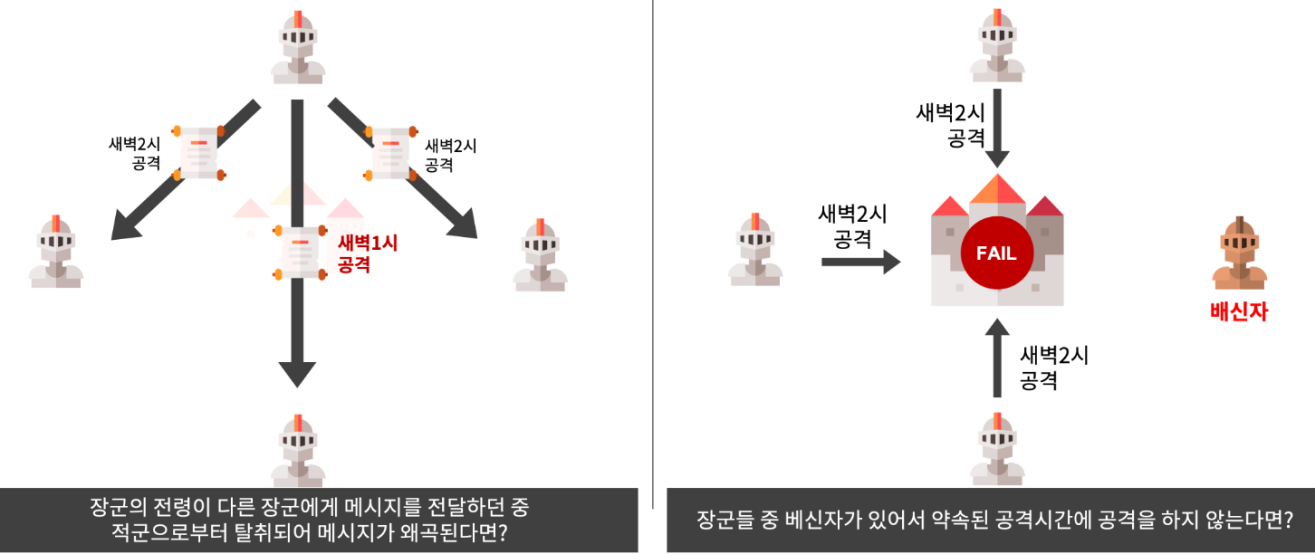 새벽2시
공격
새벽2시
공격
새벽1시
공격
장군의 전령이 다른 장군에게 메시지를 전달하던 중
적군으로부터 탈취되어 메시지가 왜곡된다면?
새벽2시
공격
새벽2시
공격
FAIL
배신자
새벽2시
공격
장군들 중 베신자가 있어서 약속된 공격시간에 공격을 하지 않는다면?